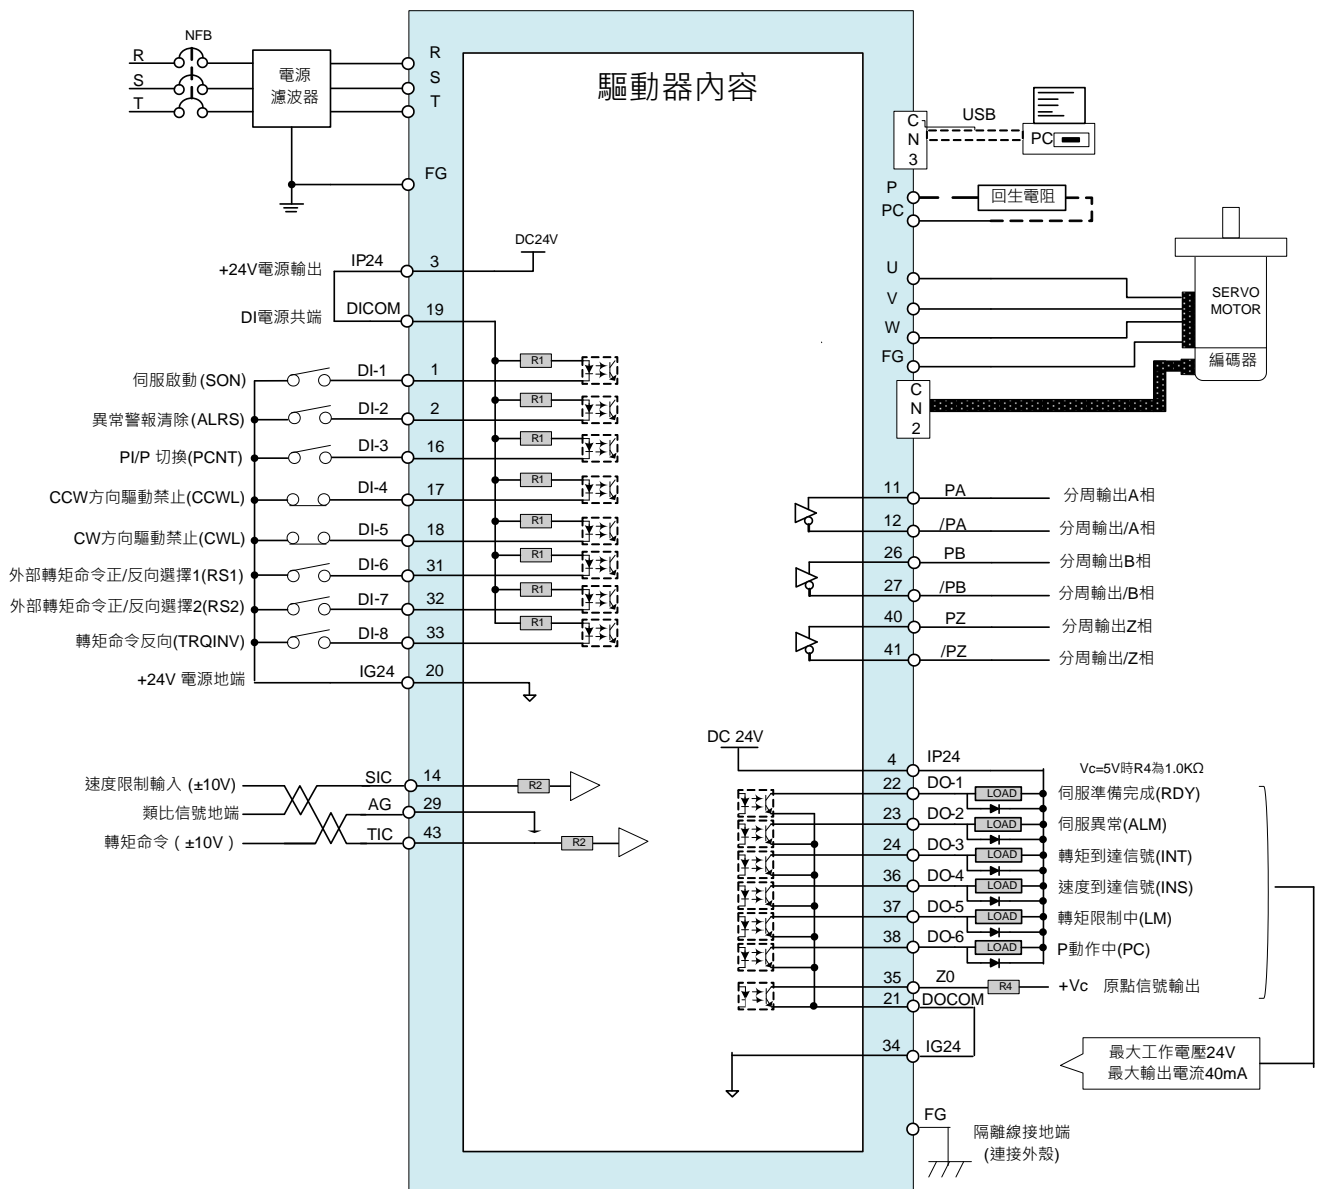 驅動器內容
NFB
R
S
T
電源
濾波器
R
S
T
FG
+24V電源輸出
IP24
3
DC24V
DI電源共端
DICOM
19
伺服啟動(SON)
DI-1
1
R1
異常警報清除(ALRS)
DI-2
2
R1
PI/P 切換(PCNT)
DI-3
16
R1
CCW方向驅動禁止(CCWL)
DI-4
17
R1
CW方向驅動禁止(CWL)
DI-5
18
R1
外部轉矩命令正/反向選擇1(RS1)
DI-6
31
R1
外部轉矩命令正/反向選擇2(RS2)
DI-7
32
R1
轉矩命令反向(TRQINV)
DI-8
33
R1
+24V 電源地端
IG24
20
速度限制輸入 (±10V)
SIC
14
R2
類比信號地端
AG
29
轉矩命令 ( ±10V )
TIC
43
R2
C
N
3
USB
PC
P
PC
回生電阻
U
V
W
FG
SERVO
MOTOR
編碼器
C
N
2
11
PA
分周輸出A相
12
/PA
分周輸出/A相
26
PB
分周輸出B相
27
/PB
分周輸出/B相
40
PZ
分周輸出Z相
41
/PZ
分周輸出/Z相
DC 24V
4
IP24
Vc=5V時R4為1.0KΩ
22
DO-1
LOAD
伺服準備完成(RDY)
23
DO-2
LOAD
伺服異常(ALM)
24
DO-3
LOAD
轉矩到達信號(INT)
36
DO-4
LOAD
速度到達信號(INS)
37
DO-5
LOAD
轉矩限制中(LM)
38
DO-6
LOAD
P動作中(PC)
35
Z0
R4
+Vc 原點信號輸出
21
DOCOM
34
IG24
最大工作電壓24V
最大輸出電流40mA
FG
隔離線接地端
(連接外殼)